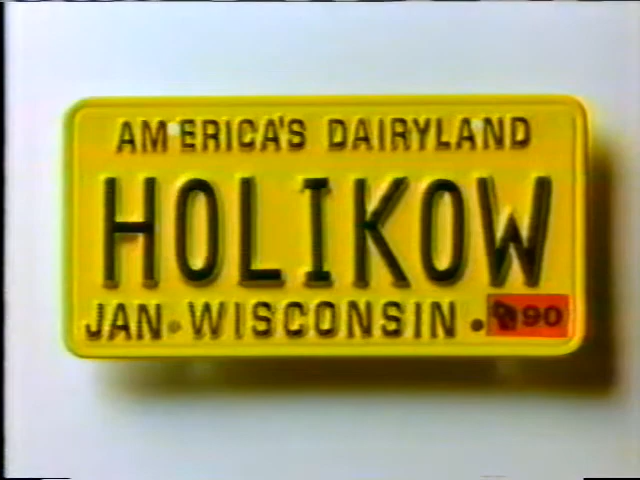 AMERICA'S DAIRYLAND
HOLIKOW
JAN • WISCONSIN • 90